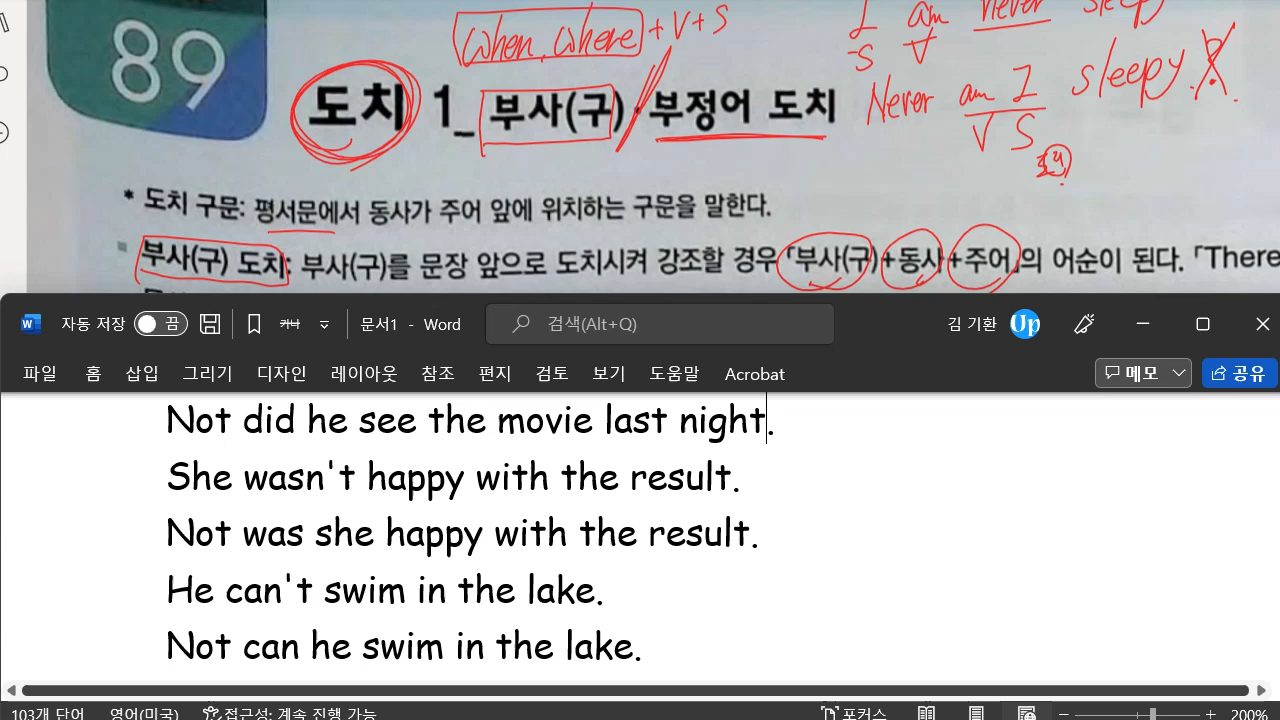 when, where + V + S
I am never sleepy
S V
89
도치 1_ 부사(구)·부정어 도치
Never am I sleepy.
V S
* 도치 구문: 평서문에서 동사가 주어 앞에 위치하는 구문을 말한다.
부사(구) 도치: 부사(구)를 문장 앞으로 도치시켜 강조할 경우 「부사(구)+동사+주어」의 어순이 된다. 「There
자동 저장 끔 가나 문서1 - Word 검색(Alt+Q) 김 기환 Up
파일 홈 삽입 그리기 디자인 레이아웃 참조 편지 검토 보기 도움말 Acrobat 메모 공유
Not did he see the movie last night.
She wasn't happy with the result.
Not was she happy with the result.
He can't swim in the lake.
Not can he swim in the lake.
103개 단어 영어(미국) 접근성: 계속 진행 가능 포커스 200%